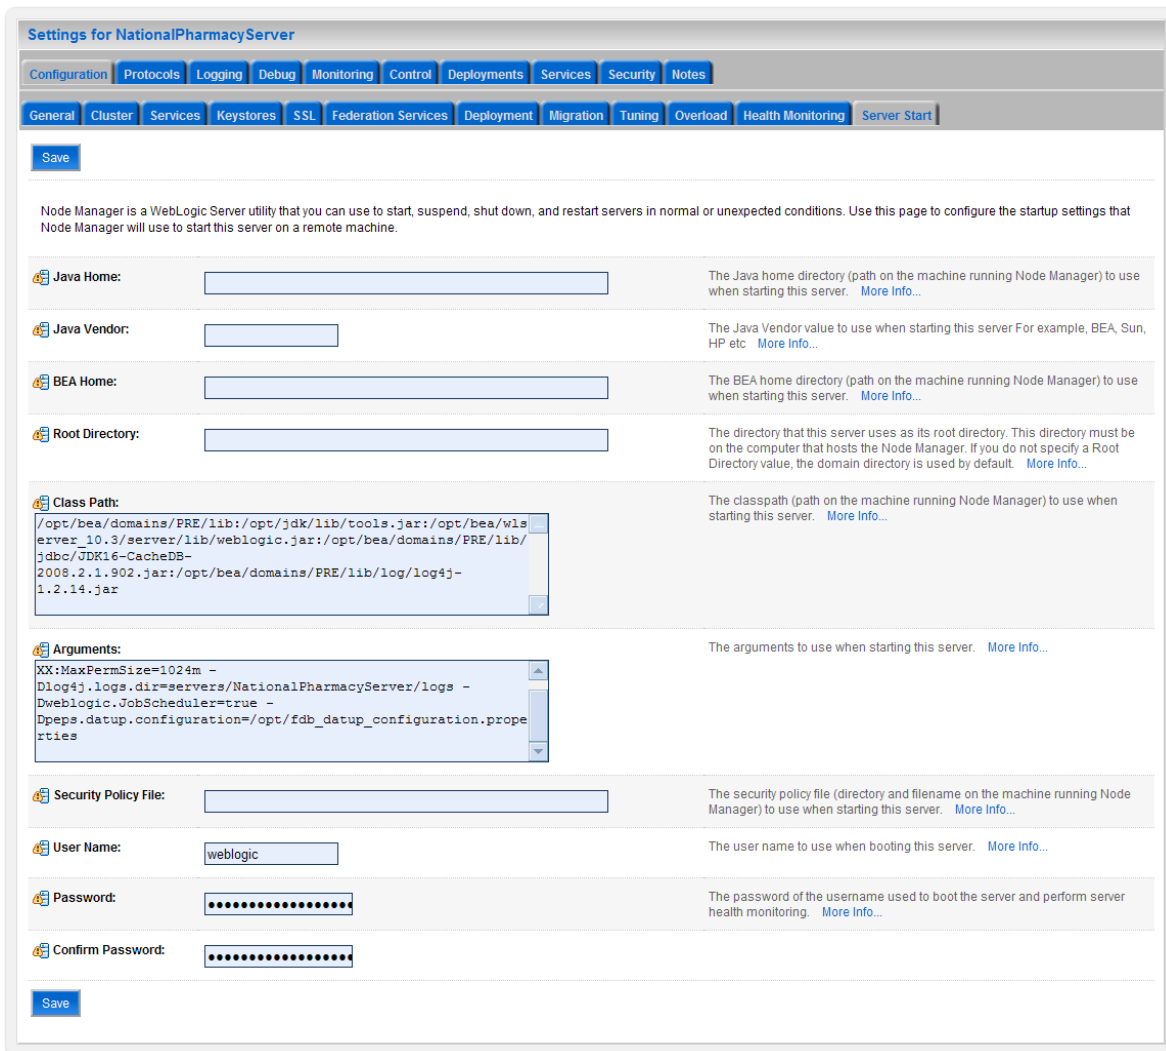 Settings for NationalPharmacyServer
Configuration Protocols Logging Debug Monitoring Control Deployments Services Security Notes
General Cluster Services Keystores SSL Federation Services Deployment Migration Tuning Overload Health Monitoring Server Start
Save
Node Manager is a WebLogic Server utility that you can use to start, suspend, shut down, and restart servers in normal or unexpected conditions. Use this page to configure the startup settings that
Node Manager will use to start this server on a remote machine.
Java Home:
The Java home directory (path on the machine running Node Manager) to use
when starting this server. More Info...
Java Vendor:
The Java Vendor value to use when starting this server For example, BEA, Sun,
HP etc More Info...
BEA Home:
The BEA home directory (path on the machine running Node Manager) to use
when starting this server. More Info...
Root Directory:
The directory that this server uses as its root directory. This directory must be
on the computer that hosts the Node Manager. If you do not specify a Root
Directory value, the domain directory is used by default. More Info...
Class Path:
/opt/bea/domains/PRE/lib:/opt/jdk/lib/tools.jar:/opt/bea/wls
erver_10.3/server/lib/weblogic.jar:/opt/bea/domains/PRE/lib/
jdbc/JDK16-CacheDB-
2008.2.1.902.jar:/opt/bea/domains/PRE/lib/log/log4j-
1.2.14.jar
The classpath (path on the machine running Node Manager) to use when
starting this server. More Info...
Arguments:
XX:MaxPermSize=1024m -
Dlog4j.logs.dir=servers/NationalPharmacyServer/logs -
Dweblogic.JobScheduler=true -
Dpeps.datup.configuration=/opt/fdb_datup_configuration.prope
rties
The arguments to use when starting this server. More Info...
Security Policy File:
The security policy file (directory and filename on the machine running Node
Manager) to use when starting this server. More Info...
User Name:
weblogic
The user name to use when booting this server. More Info...
Password:
The password of the username used to boot the server and perform server
health monitoring. More Info...
Confirm Password:
Save